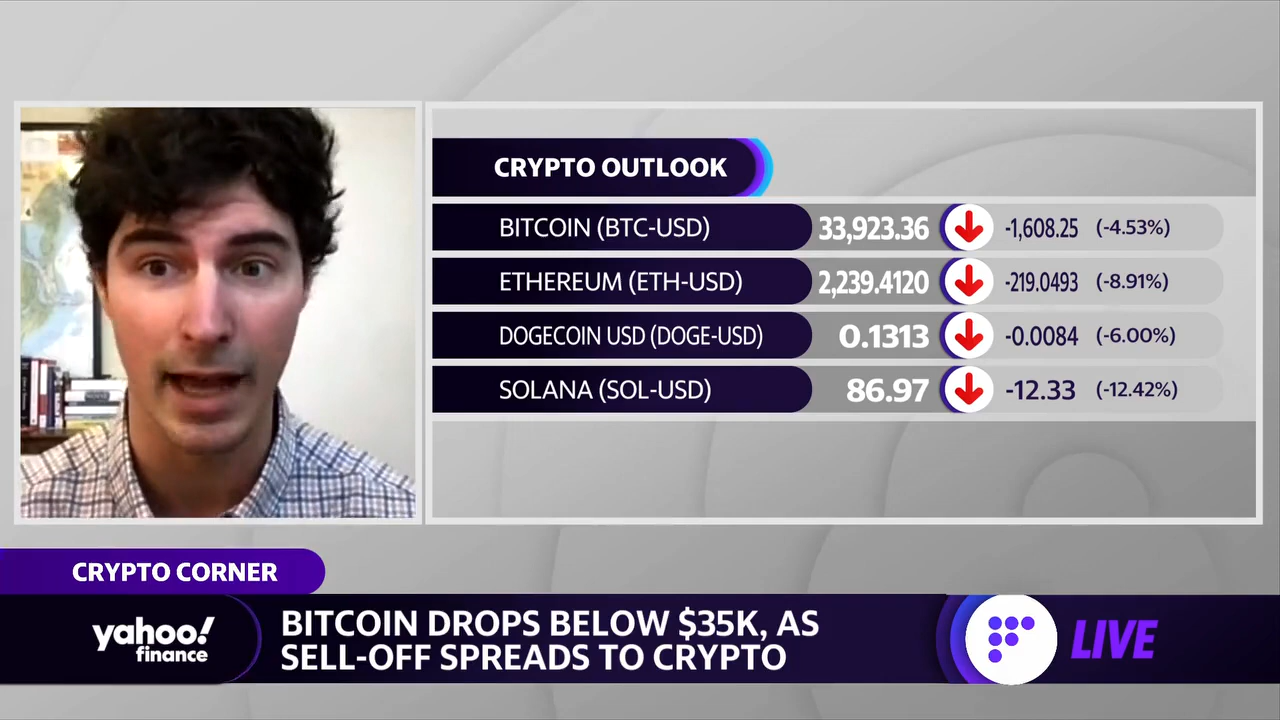 CRYPTO OUTLOOK
BITCOIN (BTC-USD) 33,923.36 -1,608.25 (-4.53%)
ETHEREUM (ETH-USD) 2,239.4120 -219.0493 (-8.91%)
DOGECOIN USD (DOGE-USD) 0.1313 -0.0084 (-6.00%)
SOLANA (SOL-USD) 86.97 -12.33 (-12.42%)
CRYPTO CORNER
yahoo!
finance
BITCOIN DROPS BELOW $35K, AS
SELL-OFF SPREADS TO CRYPTO
LIVE